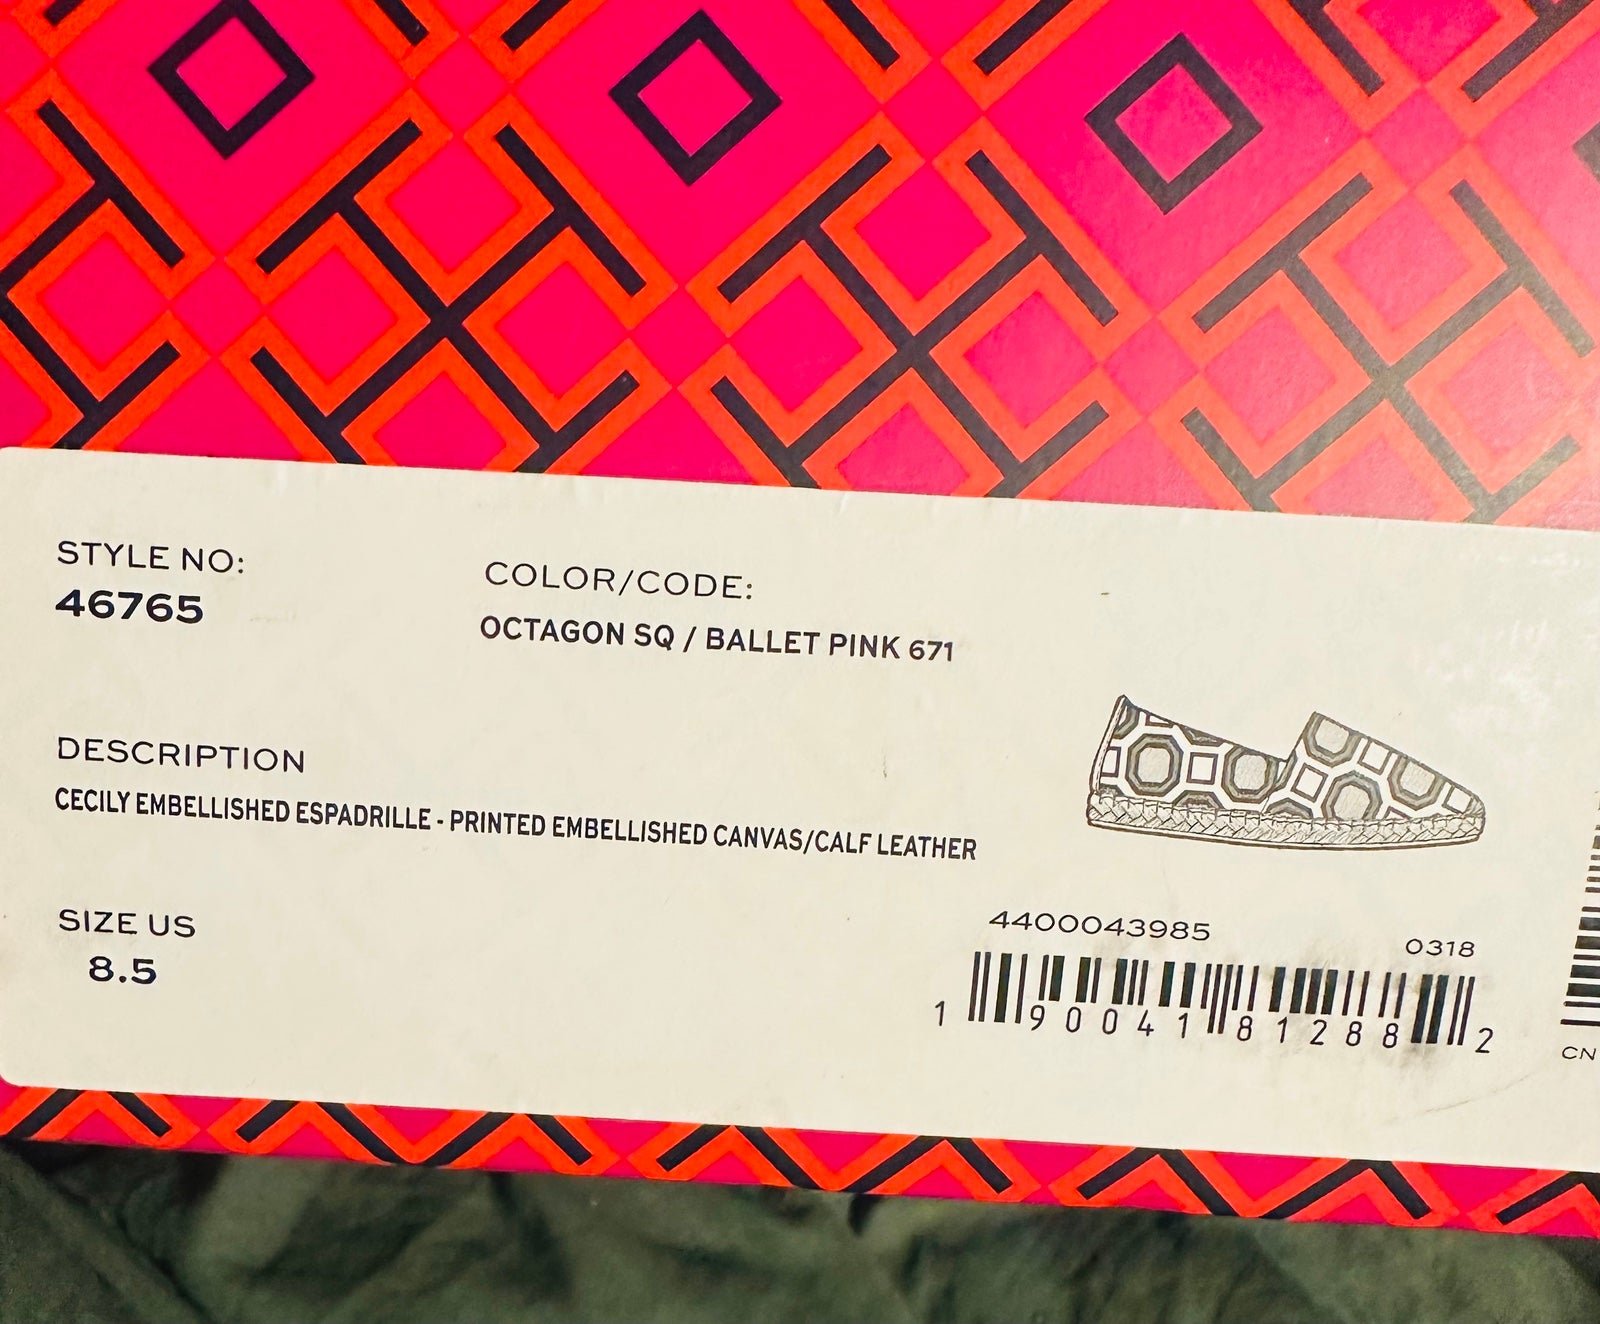 STYLE NO:
46765
COLOR/CODE:
OCTAGON SQ / BALLET PINK 671
DESCRIPTION
CECILY EMBELLISHED ESPADRILLE - PRINTED EMBELLISHED CANVAS/CALF LEATHER
SIZE US
8.5
4400043985
0318
1 90041 81288 2
CN